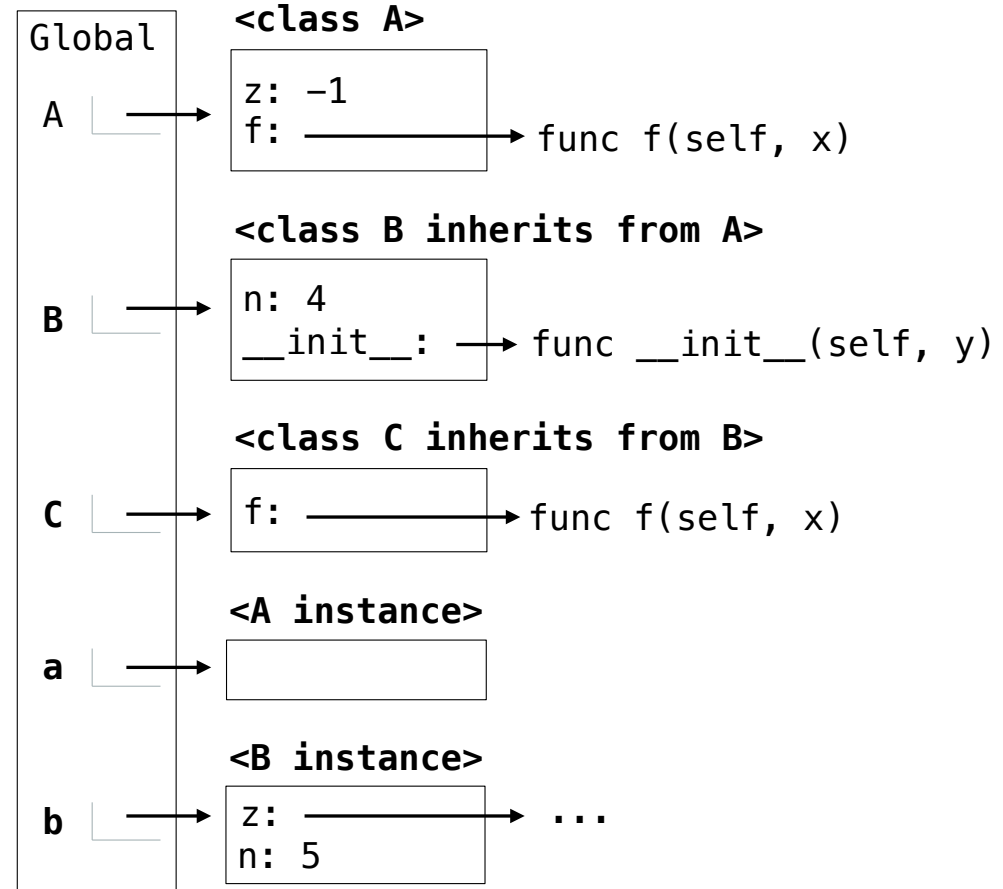 Global
<class A>
A
z: −1
f:
func f(self, x)
<class B inherits from A>
B
n: 4
__init__:
func __init__(self, y)
<class C inherits from B>
C
f:
func f(self, x)
<A instance>
a
<B instance>
b
z:
...
n: 5